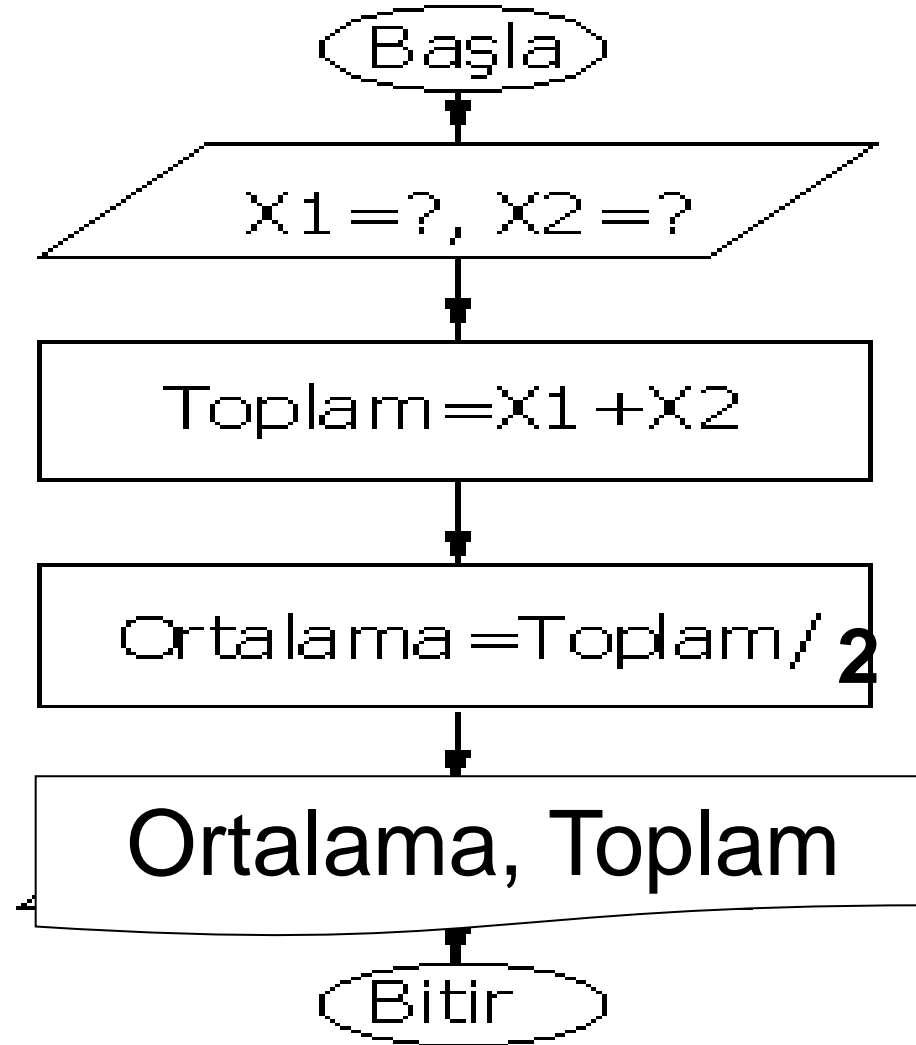 Başla
X1=?, X2=?
Toplam=X1+X2
Ortalama=Toplam/2
Ortalama, Toplam
Bitir